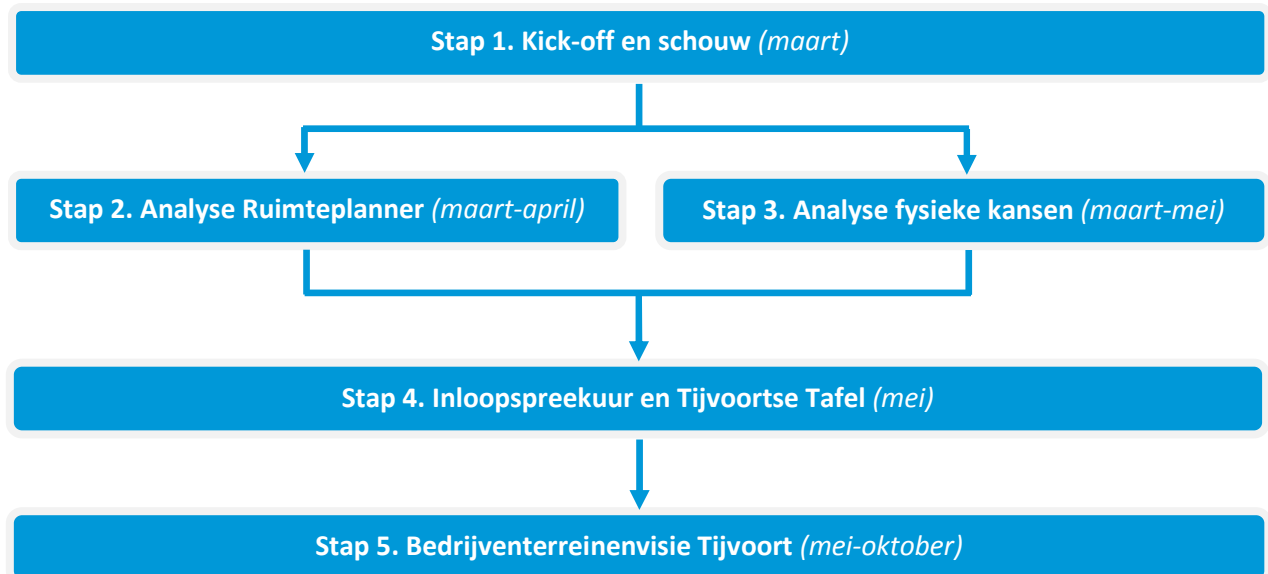 Stap 1. Kick-off en schouw (maart)
Stap 2. Analyse Ruimteplanner (maart-april)
Stap 3. Analyse fysieke kansen (maart-mei)
Stap 4. Inloopspreekuur en Tijvoortse Tafel (mei)
Stap 5. Bedrijventerreinenvisie Tijvoort (mei-oktober)